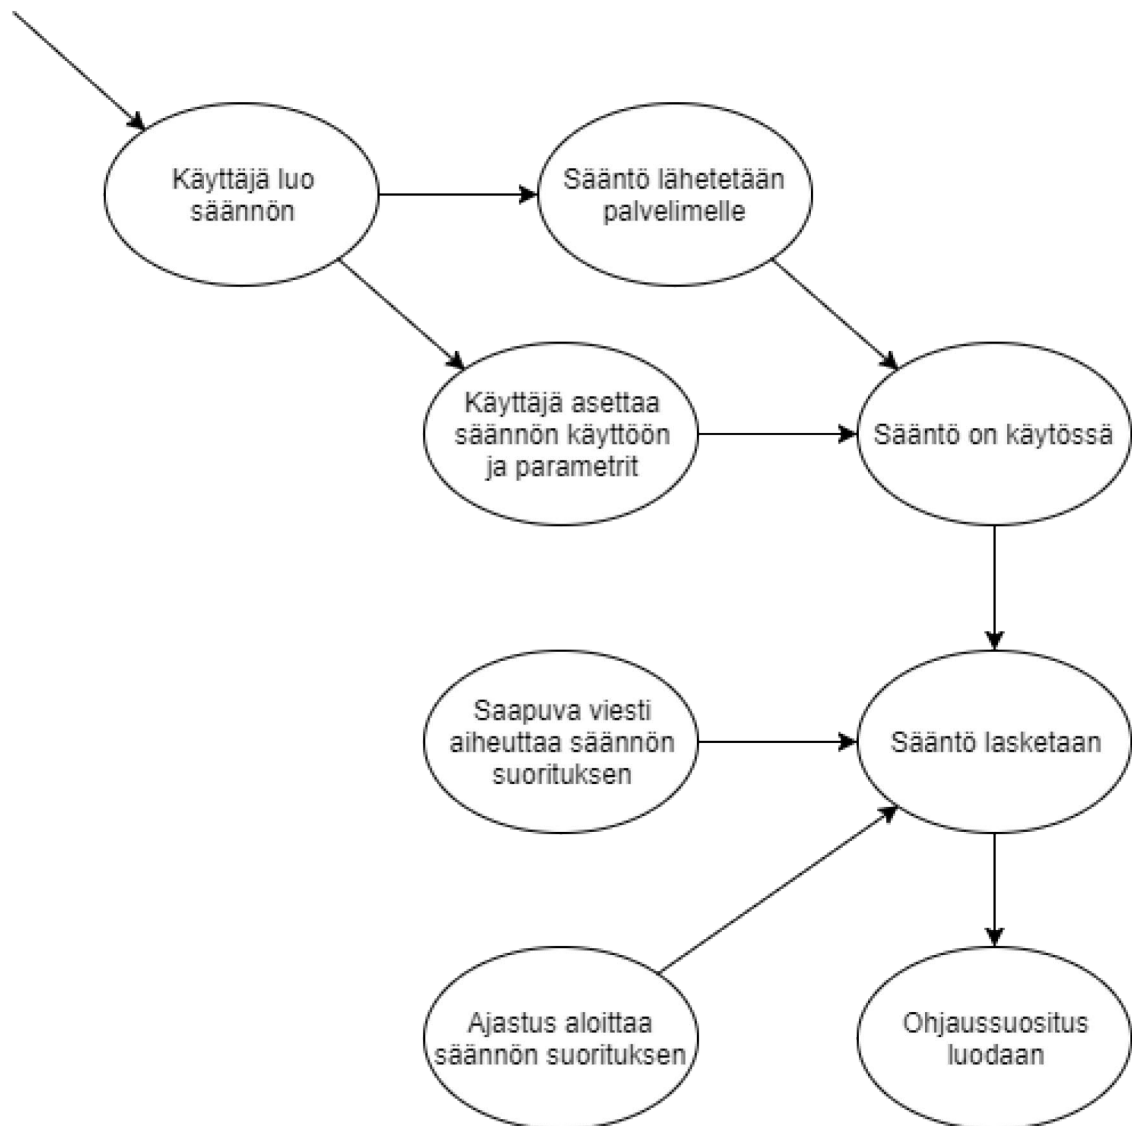 Käyttäjä luo
säännön
Sääntö lähetetään
palvelimelle
Käyttäjä asettaa
säännön käyttöön
ja parametrit
Sääntö on käytössä
Saapuva viesti
aiheuttaa säännön
suorituksen
Sääntö lasketaan
Ajastus aloittaa
säännön suorituksen
Ohjaussuositus
luodaan